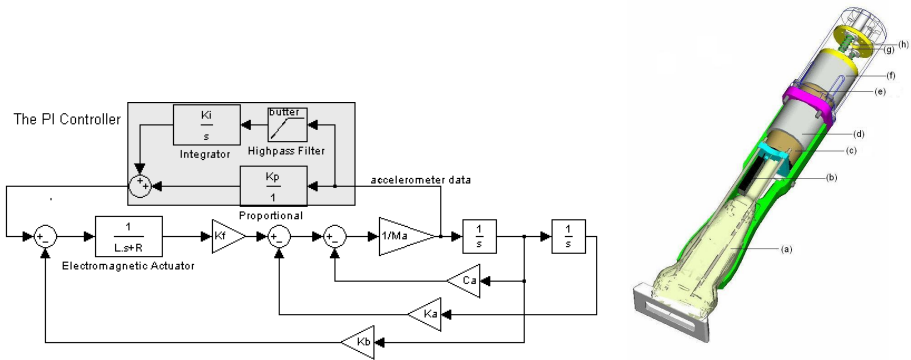 The PI Controller
Ki
s
Integrator
butter
Highpass Filter
Kp
1
Proportional
accelerometer data
1
L.s+R
Electromagnetic Actuator
Kf
1/Ma
1
s
1
s
Ca
Ka
Kb
(h)
(g)
(f)
(e)
(d)
(c)
(b)
(a)